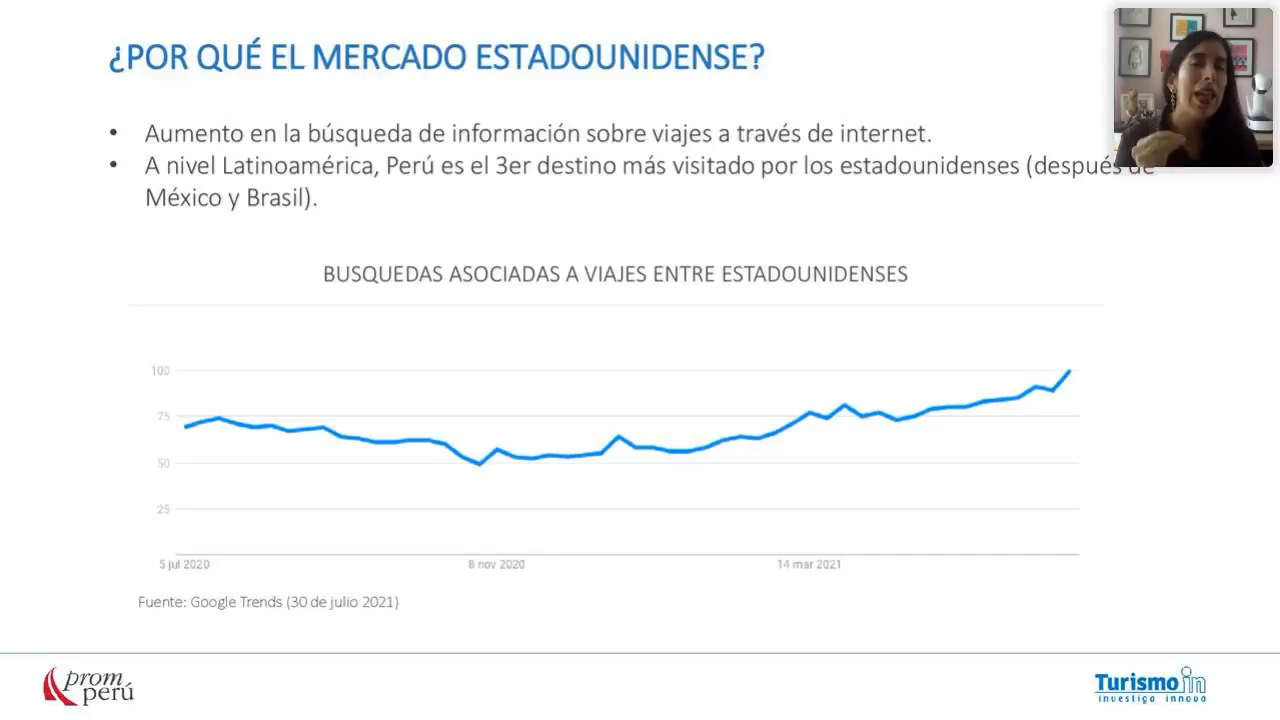 ¿POR QUÉ EL MERCADO ESTADOUNIDENSE?
• Aumento en la búsqueda de información sobre viajes a través de internet.
• A nivel Latinoamérica, Perú es el 3er destino más visitado por los estadounidenses (después de
México y Brasil).
BUSQUEDAS ASOCIADAS A VIAJES ENTRE ESTADOUNIDENSES
100
75
50
25
5 jul 2020 8 nov 2020 14 mar 2021
Fuente: Google Trends (30 de julio 2021)
prom
perú
Turismo in
investiga innova